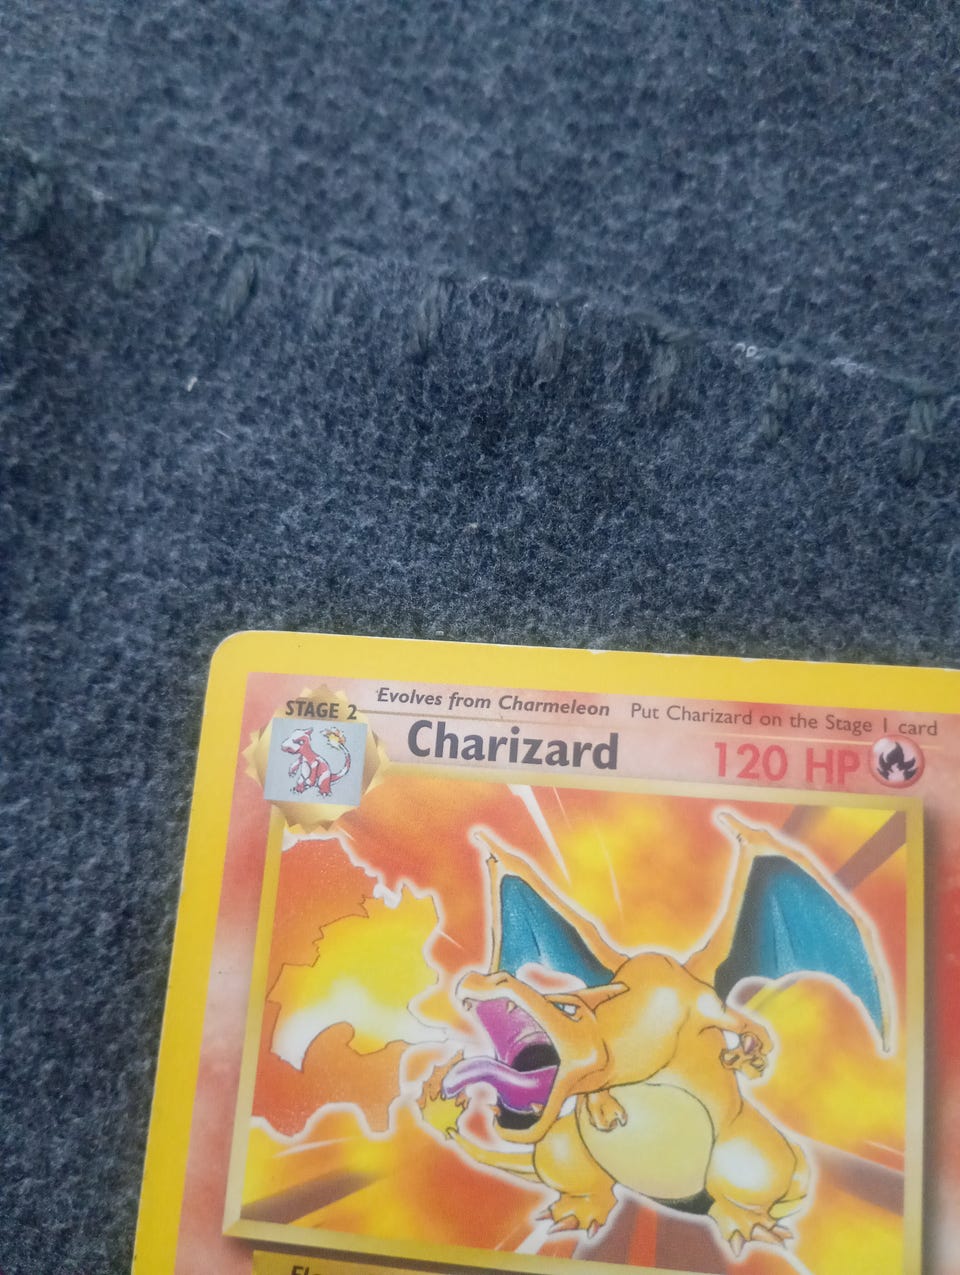 STAGE 2
Evolves from Charmeleon
Put Charizard on the Stage 1 card
Charizard
120 HP